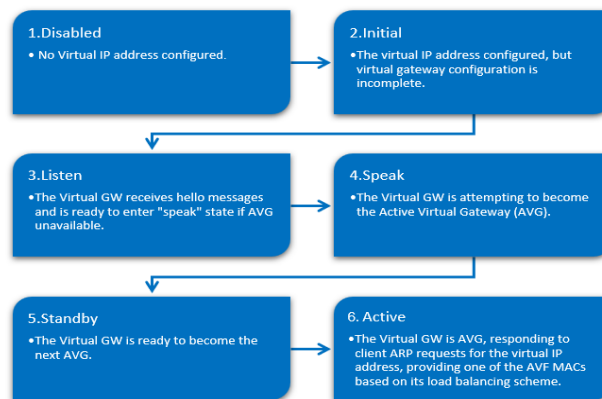 1.Disabled
• No Virtual IP address configured.
2.Initial
•The virtual IP address configured, but
virtual gateway configuration is
incomplete.
3.Listen
•The Virtual GW receives hello messages
and is ready to enter "speak" state if AVG
unavailable.
4.Speak
•The Virtual GW is attempting to become
the Active Virtual Gateway (AVG).
5.Standby
•The Virtual GW is ready to become the
next AVG.
6. Active
•The Virtual GW is AVG, responding to
client ARP requests for the virtual IP
address, providing one of the AVF MACs
based on its load balancing scheme.